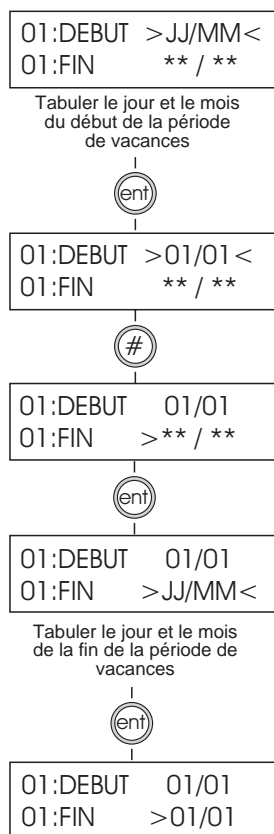 01:DEBUT >JJ/MM<
01:FIN ** / **
Tabuler le jour et le mois
du début de la période
de vacances
ent
01:DEBUT >01/01<
01:FIN ** / **
#
01:DEBUT 01/01
01:FIN >** / **
ent
01:DEBUT 01/01
01:FIN >JJ/MM<
Tabuler le jour et le mois
de la fin de la période de
vacances
ent
01:DEBUT 01/01
01:FIN >01/01